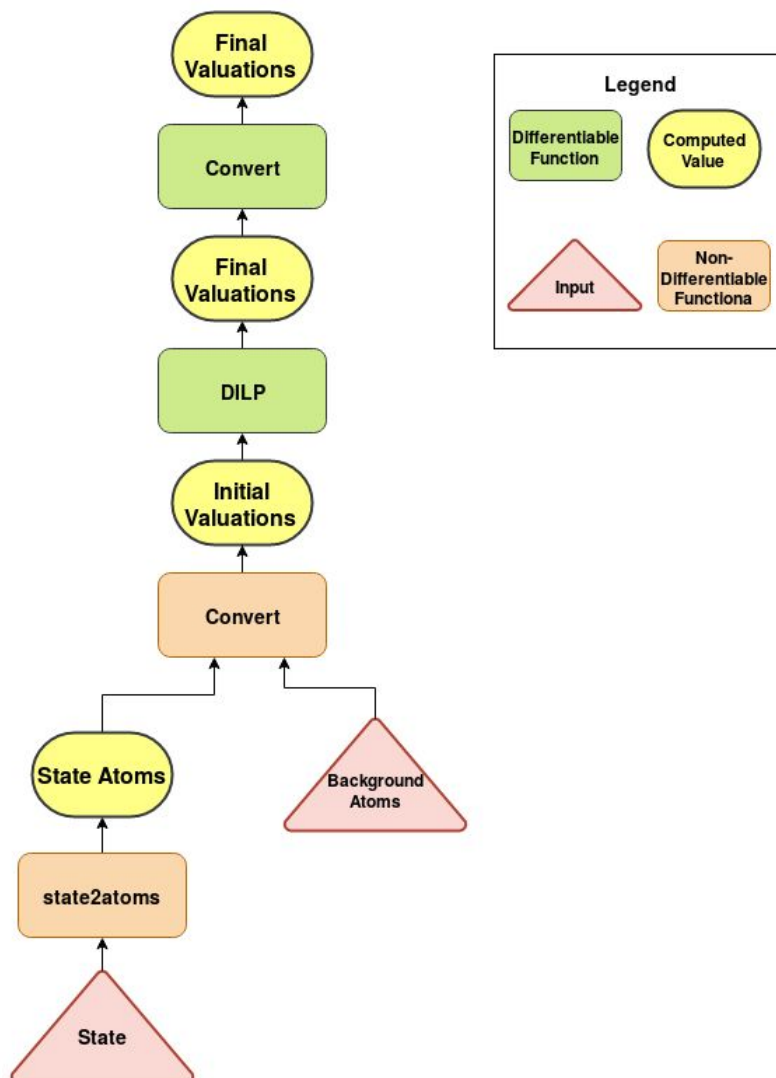 Final
Valuations
Convert
Final
Valuations
DILP
Initial
Valuations
Convert
State Atoms
Background
Atoms
state2atoms
State
Legend
Differentiable
Function
Computed
Value
Input
Non-
Differentiable
Functiona